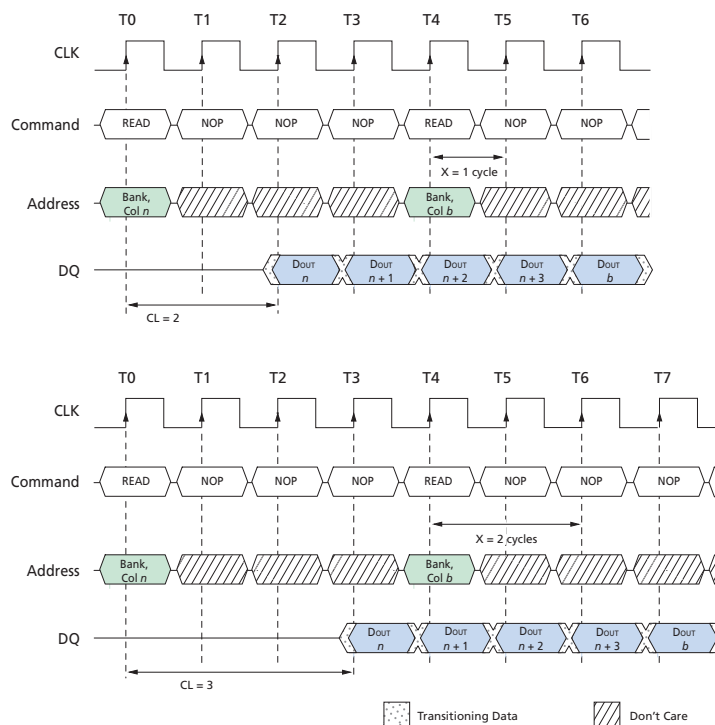 T0 T1 T2 T3 T4 T5 T6
CLK
Command READ NOP NOP NOP READ NOP NOP
X = 1 cycle
Address Bank, Col n Bank, Col b
DQ DOUT n DOUT n + 1 DOUT n + 2 DOUT n + 3 DOUT b
CL = 2
T0 T1 T2 T3 T4 T5 T6 T7
CLK
Command READ NOP NOP NOP READ NOP NOP NOP
X = 2 cycles
Address Bank, Col n Bank, Col b
DQ DOUT n DOUT n + 1 DOUT n + 2 DOUT n + 3 DOUT b
CL = 3
Transitioning Data Don't Care